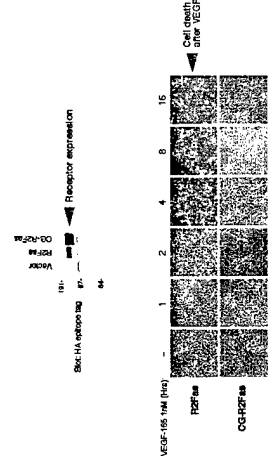 Vector
R2Fas
CG-R2Fas
191-
97-
64-
Blot: HA epitope tag
Receptor expression
VEGF-165 1nM (Hrs)
– 1 2 4 8 16
R2Fas
CG-R2Fas
Cell death
after VEGF